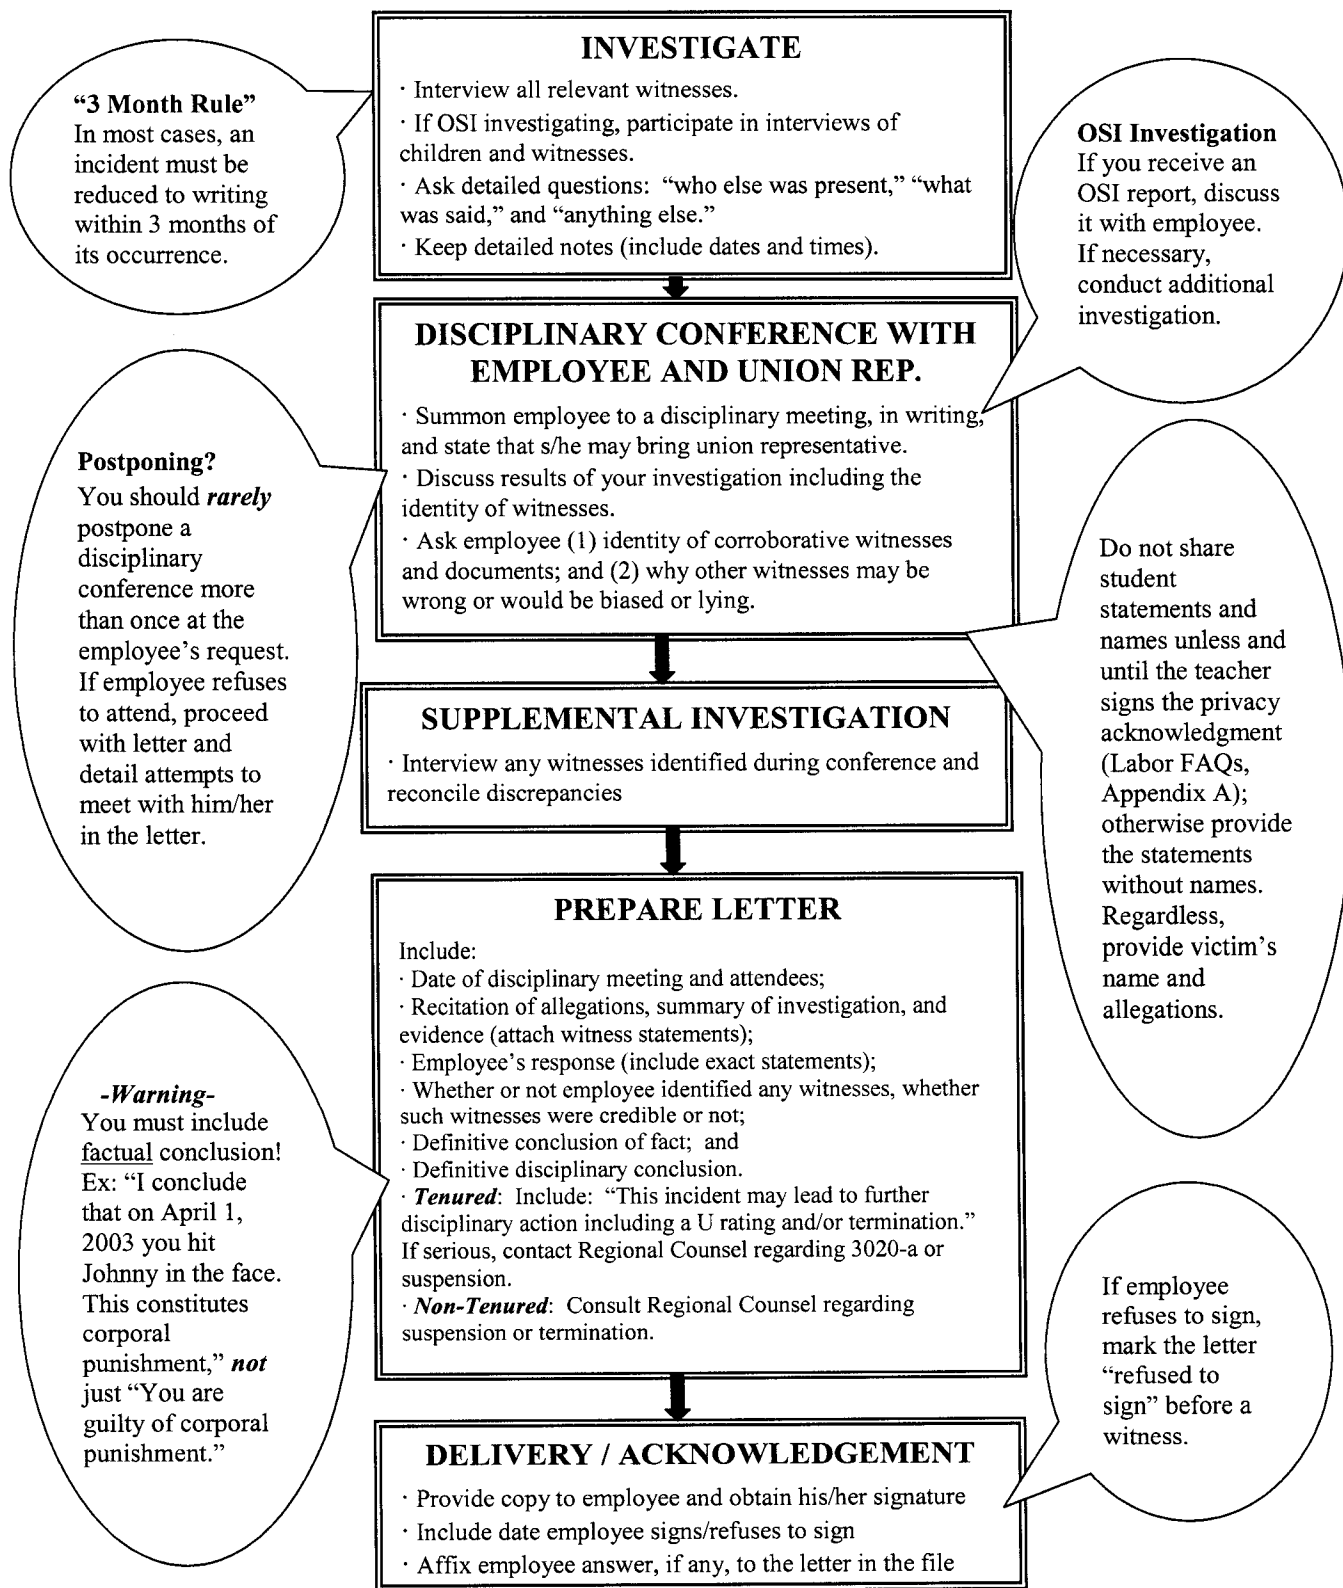 INVESTIGATE
· Interview all relevant witnesses.
· If OSI investigating, participate in interviews of
children and witnesses.
· Ask detailed questions: “who else was present,” “what
was said,” and “anything else.”
· Keep detailed notes (include dates and times).
“3 Month Rule”
In most cases, an
incident must be
reduced to writing
within 3 months of
its occurrence.
OSI Investigation
If you receive an
OSI report, discuss
it with employee.
If necessary,
conduct additional
investigation.
DISCIPLINARY CONFERENCE WITH
EMPLOYEE AND UNION REP.
· Summon employee to a disciplinary meeting, in writing,
and state that s/he may bring union representative.
· Discuss results of your investigation including the
identity of witnesses.
· Ask employee (1) identity of corroborative witnesses
and documents; and (2) why other witnesses may be
wrong or would be biased or lying.
Postponing?
You should rarely
postpone a
disciplinary
conference more
than once at the
employee’s request.
If employee refuses
to attend, proceed
with letter and
detail attempts to
meet with him/her
in the letter.
Do not share
student
statements and
names unless and
until the teacher
signs the privacy
acknowledgment
(Labor FAQs,
Appendix A);
otherwise provide
the statements
without names.
Regardless,
provide victim’s
name and
allegations.
SUPPLEMENTAL INVESTIGATION
· Interview any witnesses identified during conference and
reconcile discrepancies
PREPARE LETTER
Include:
· Date of disciplinary meeting and attendees;
· Recitation of allegations, summary of investigation, and
evidence (attach witness statements);
· Employee’s response (include exact statements);
· Whether or not employee identified any witnesses, whether
such witnesses were credible or not;
· Definitive conclusion of fact; and
· Definitive disciplinary conclusion.
· Tenured: Include: “This incident may lead to further
disciplinary action including a U rating and/or termination.”
If serious, contact Regional Counsel regarding 3020-a or
suspension.
· Non-Tenured: Consult Regional Counsel regarding
suspension or termination.
-Warning-
You must include
factual conclusion!
Ex: “I conclude
that on April 1,
2003 you hit
Johnny in the face.
This constitutes
corporal
punishment,” not
just “You are
guilty of corporal
punishment.”
DELIVERY / ACKNOWLEDGEMENT
· Provide copy to employee and obtain his/her signature
· Include date employee signs/refuses to sign
· Affix employee answer, if any, to the letter in the file
If employee
refuses to sign,
mark the letter
“refused to
sign” before a
witness.